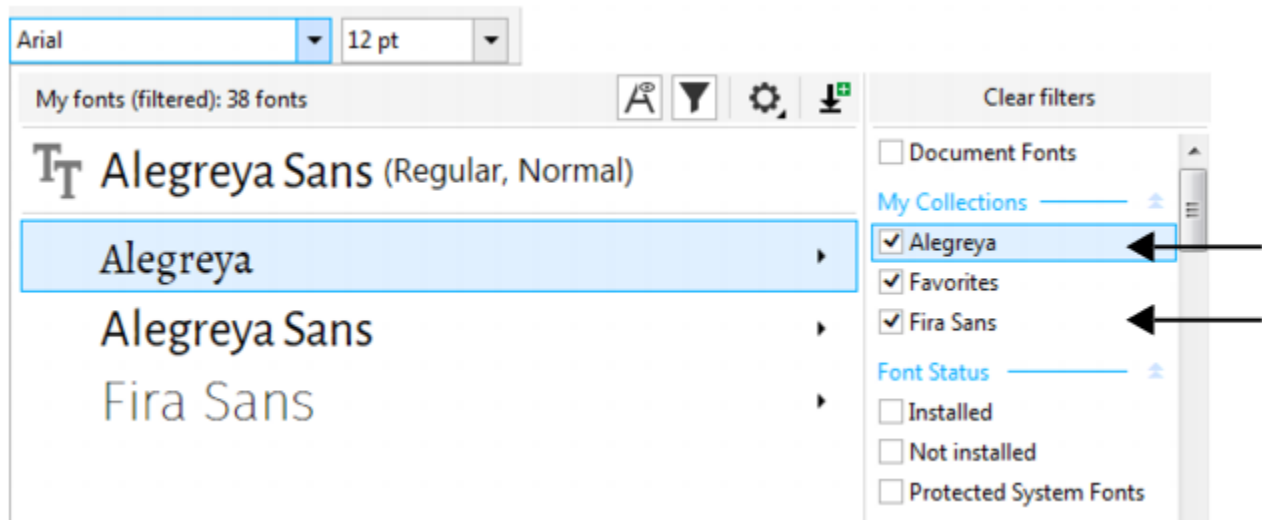 Arial
12 pt
My fonts (filtered): 38 fonts
Clear filters
Alegreya Sans (Regular, Normal)
Alegreya
Alegreya Sans
Fira Sans
Document Fonts
My Collections
Alegreya
Favorites
Fira Sans
Font Status
Installed
Not installed
Protected System Fonts